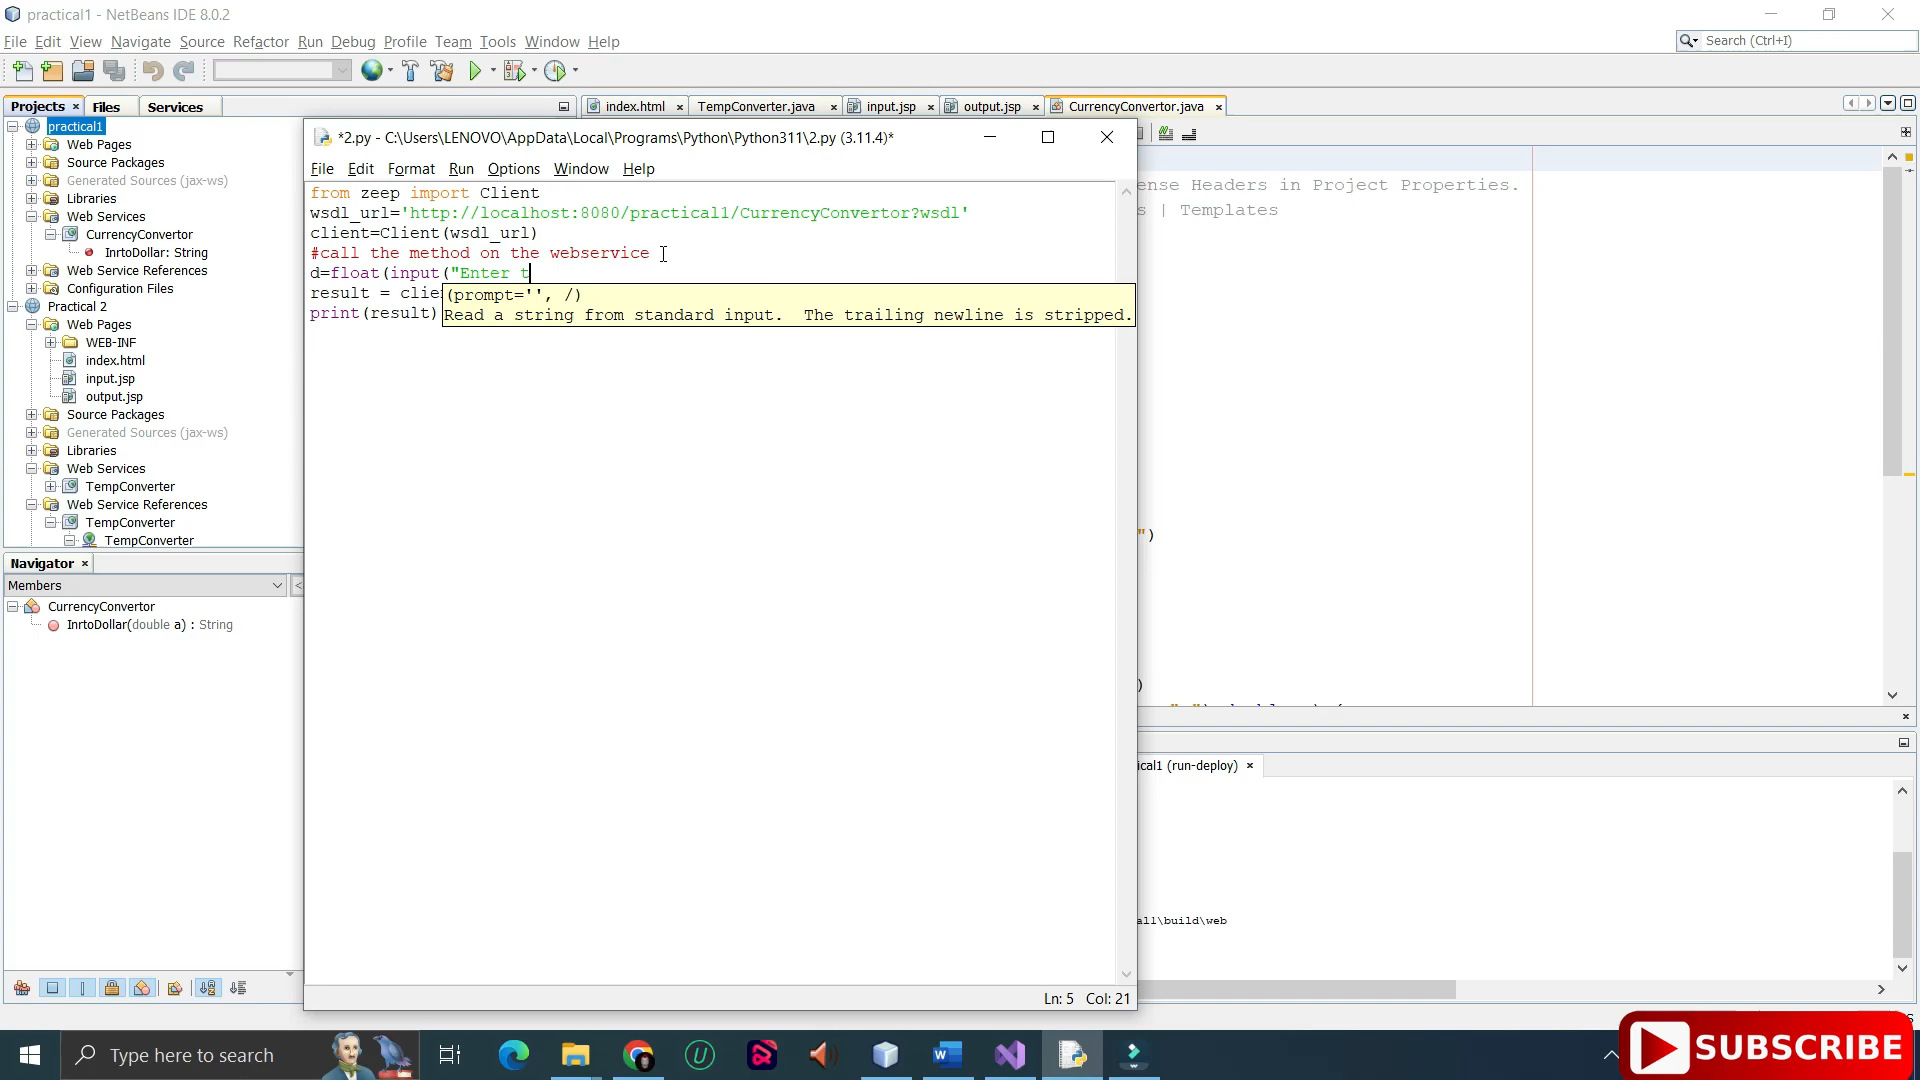 practical1 - NetBeans IDE 8.0.2
File Edit View Navigate Source Refactor Run Debug Profile Team Tools Window Help
Search (Ctrl+I)
Projects × Files Services
index.html × TempConverter.java × input.jsp × output.jsp × CurrencyConvertor.java ×
practical1
Web Pages
Source Packages
Generated Sources (jax-ws)
Libraries
Web Services
CurrencyConvertor
InrtoDollar: String
Web Service References
Configuration Files
Practical 2
Web Pages
WEB-INF
index.html
input.jsp
output.jsp
Source Packages
Generated Sources (jax-ws)
Libraries
Web Services
TempConverter
Web Service References
TempConverter
TempConverter
Navigator ×
Members
CurrencyConvertor
InrtoDollar(double a) : String
*2.py - C:\Users\LENOVO\AppData\Local\Programs\Python\Python311\2.py (3.11.4)*
File Edit Format Run Options Window Help
from zeep import Client
wsdl_url='http://localhost:8080/practical1/CurrencyConvertor?wsdl'
client=Client(wsdl_url)
#call the method on the webservice
d=float(input("Enter t
result = clie
print(result)
(prompt='', /)
Read a string from standard input.  The trailing newline is stripped.
Ln: 5 Col: 21
ense Headers in Project Properties.
s | Templates
")
)
ical1 (run-deploy) ×
all\build\web
Type here to search
SUBSCRIBE